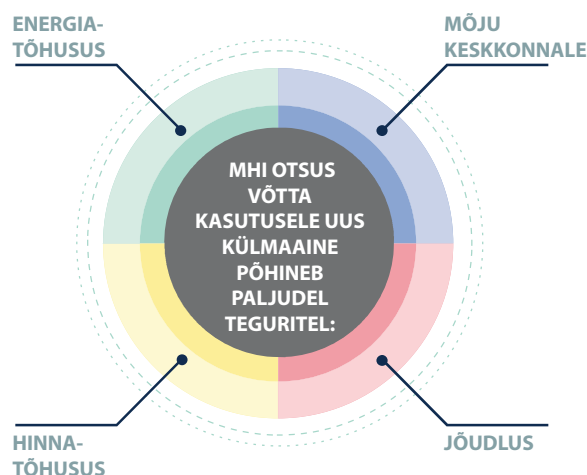 ENERGIA-
TÕHUSUS
MÕJU
KESKKONNALE
MHI OTSUS
VÕTTA
KASUTUSELE UUS
KÜLMAAINE
PÕHINEB
PALJUDEL
TEGURITEL:
HINNA-
TÕHUSUS
JÕUDLUS